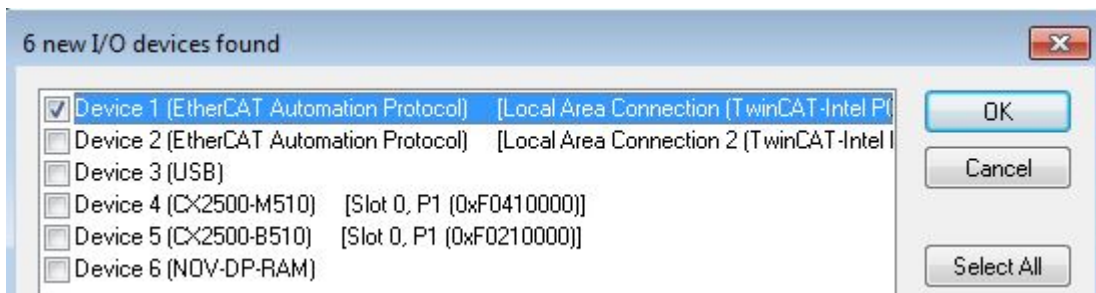 6 new I/O devices found
Device 1 (EtherCAT Automation Protocol) [Local Area Connection (TwinCAT-Intel
OK
Device 2 (EtherCAT Automation Protocol) [Local Area Connection 2 (TwinCAT-Intel
Device 3 (USB)
Cancel
Device 4 (CX2500-M510) [Slot 0, P1 (0xF0410000)]
Device 5 (CX2500-B510) [Slot 0, P1 (0xF0210000)]
Device 6 (NOV-DP-RAM)
Select All